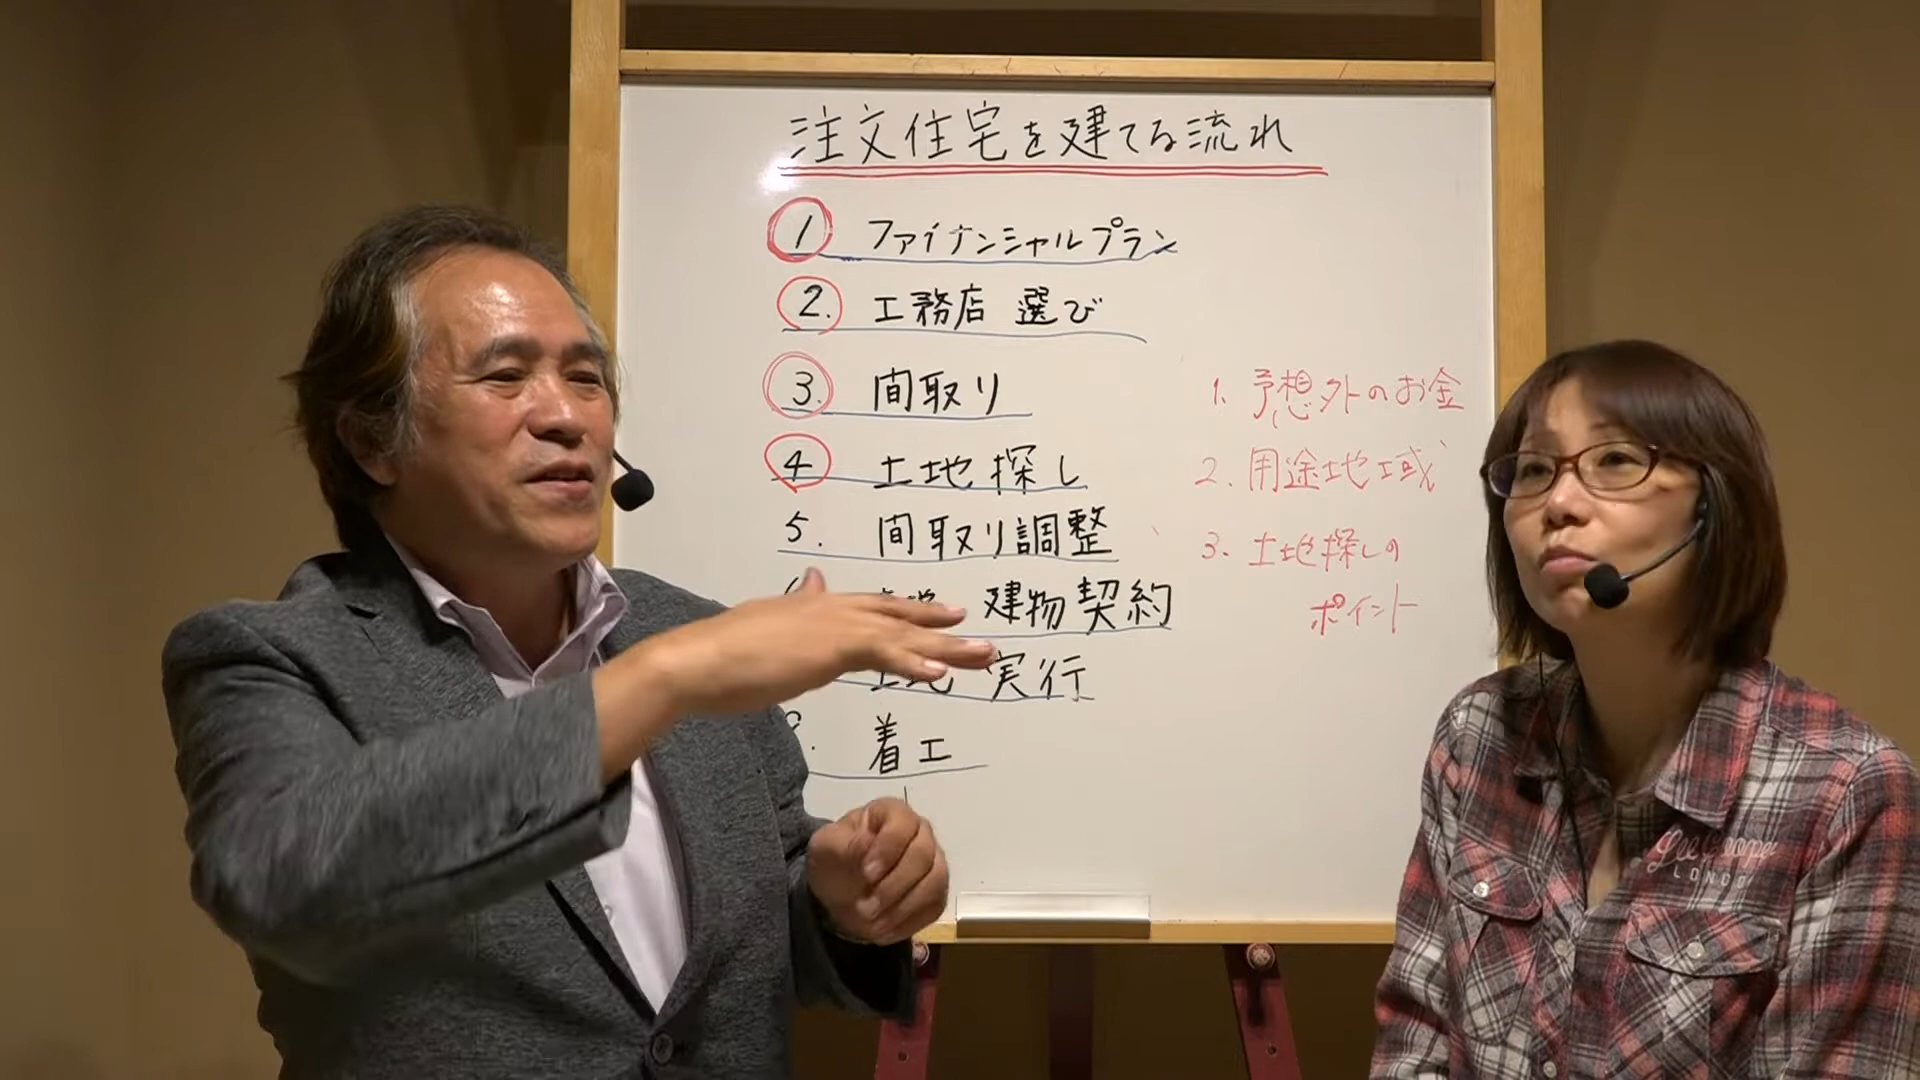 注文住宅を建てる流れ
1 ファイナンシャルプラン
2. 工務店 選び
3. 間取り
4 土地探し
5. 間取り調整
建物契約
土地 実行
着工
1. 予想外のお金
2. 用途地域
3. 土地探しの
ポイント
LONDO